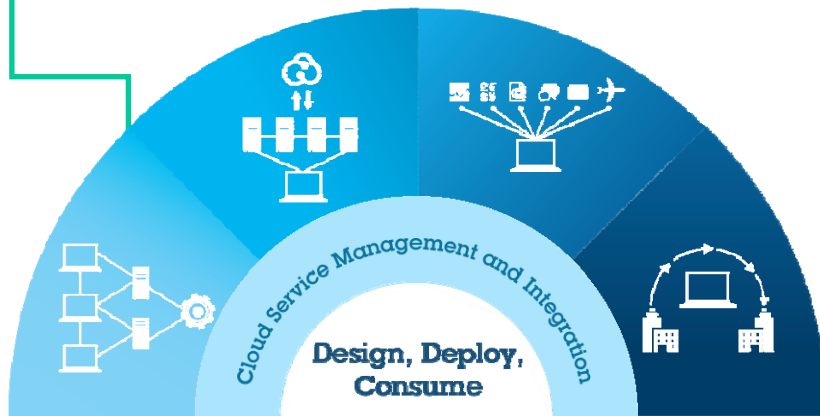 Cloud Service Management and Integration
Design, Deploy,
Consume